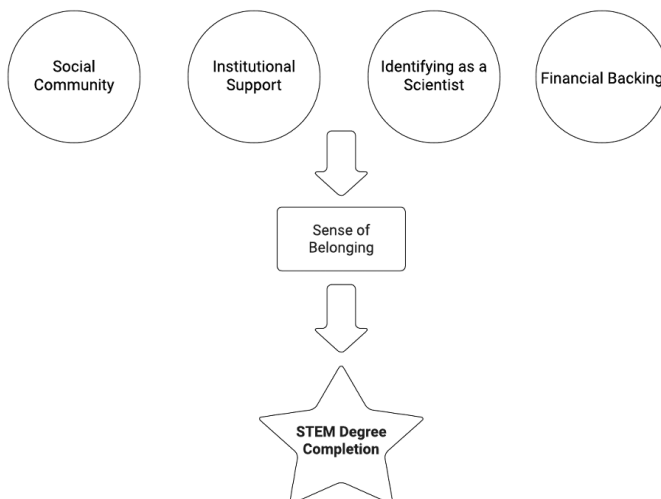 Social
Community
Institutional
Support
Identifying as a
Scientist
Financial Backing
Sense of
Belonging
STEM Degree
Completion